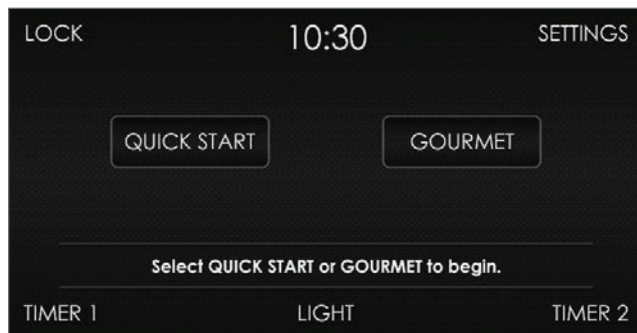 LOCK 10:30 SETTINGS
QUICK START GOURMET
Select QUICK START or GOURMET to begin.
TIMER 1 LIGHT TIMER 2